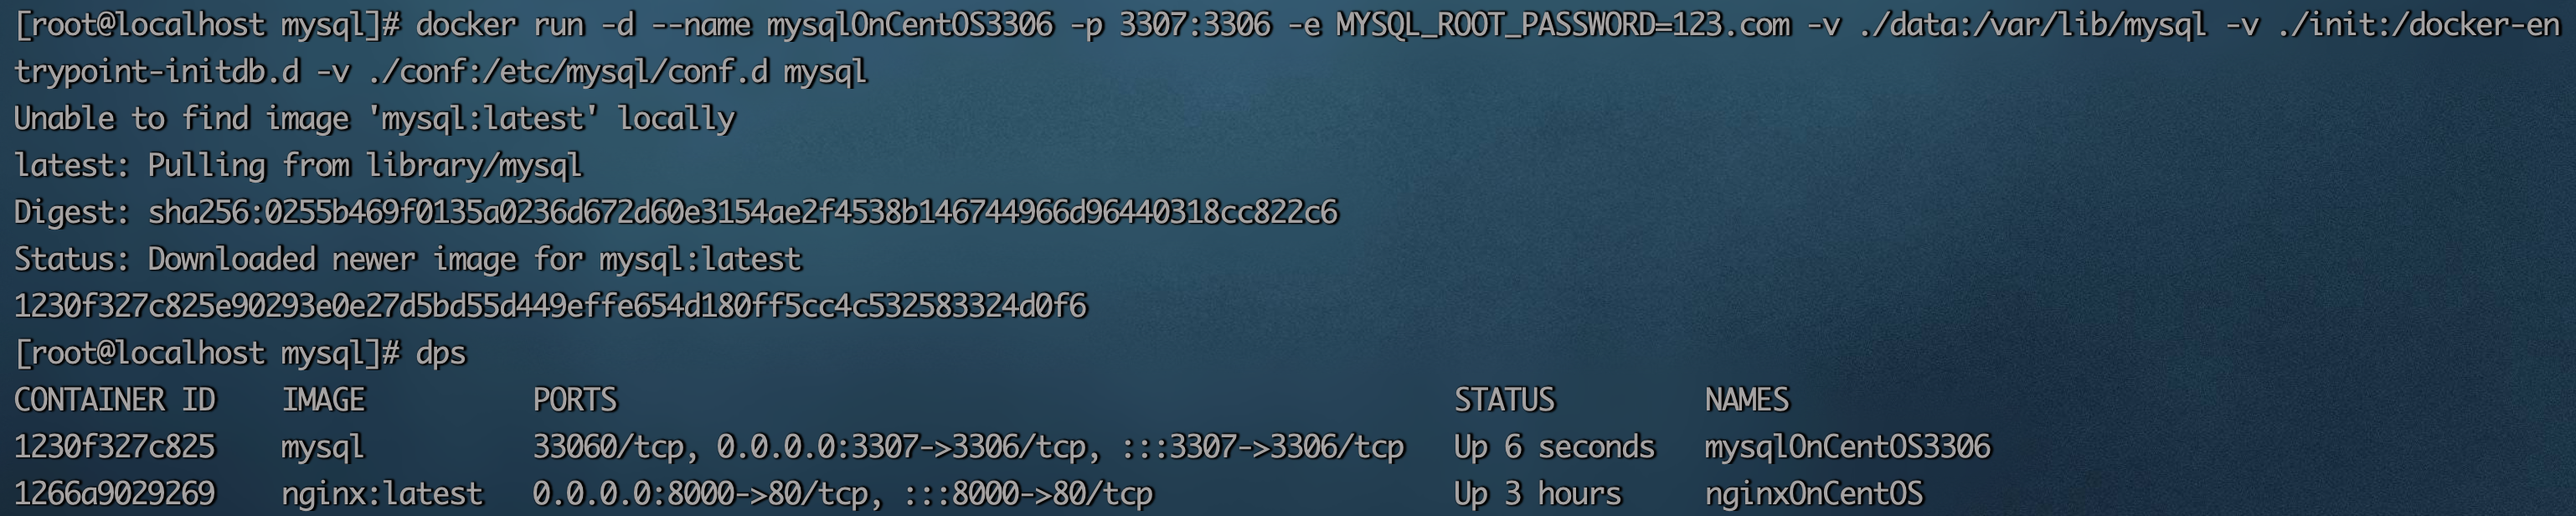 [root@localhost mysql]# docker run -d --name mysqlOnCentOS3306 -p 3307:3306 -e MYSQL_ROOT_PASSWORD=123.com -v ./data:/var/lib/mysql -v ./init:/docker-en
trypoint-initdb.d -v ./conf:/etc/mysql/conf.d mysql
Unable to find image 'mysql:latest' locally
latest: Pulling from library/mysql
Digest: sha256:0255b469f0135a0236d672d60e3154ae2f4538b146744966d96440318cc822c6
Status: Downloaded newer image for mysql:latest
1230f327c825e90293e0e27d5bd55d449effe654d180ff5cc4c532583324d0f6
[root@localhost mysql]# dps
CONTAINER ID    IMAGE          PORTS                                                  STATUS         NAMES
1230f327c825    mysql          33060/tcp, 0.0.0.0:3307->3306/tcp, :::3307->3306/tcp   Up 6 seconds   mysqlOnCentOS3306
1266a9029269    nginx:latest   0.0.0.0:8000->80/tcp, :::8000->80/tcp                  Up 3 hours     nginxOnCentOS